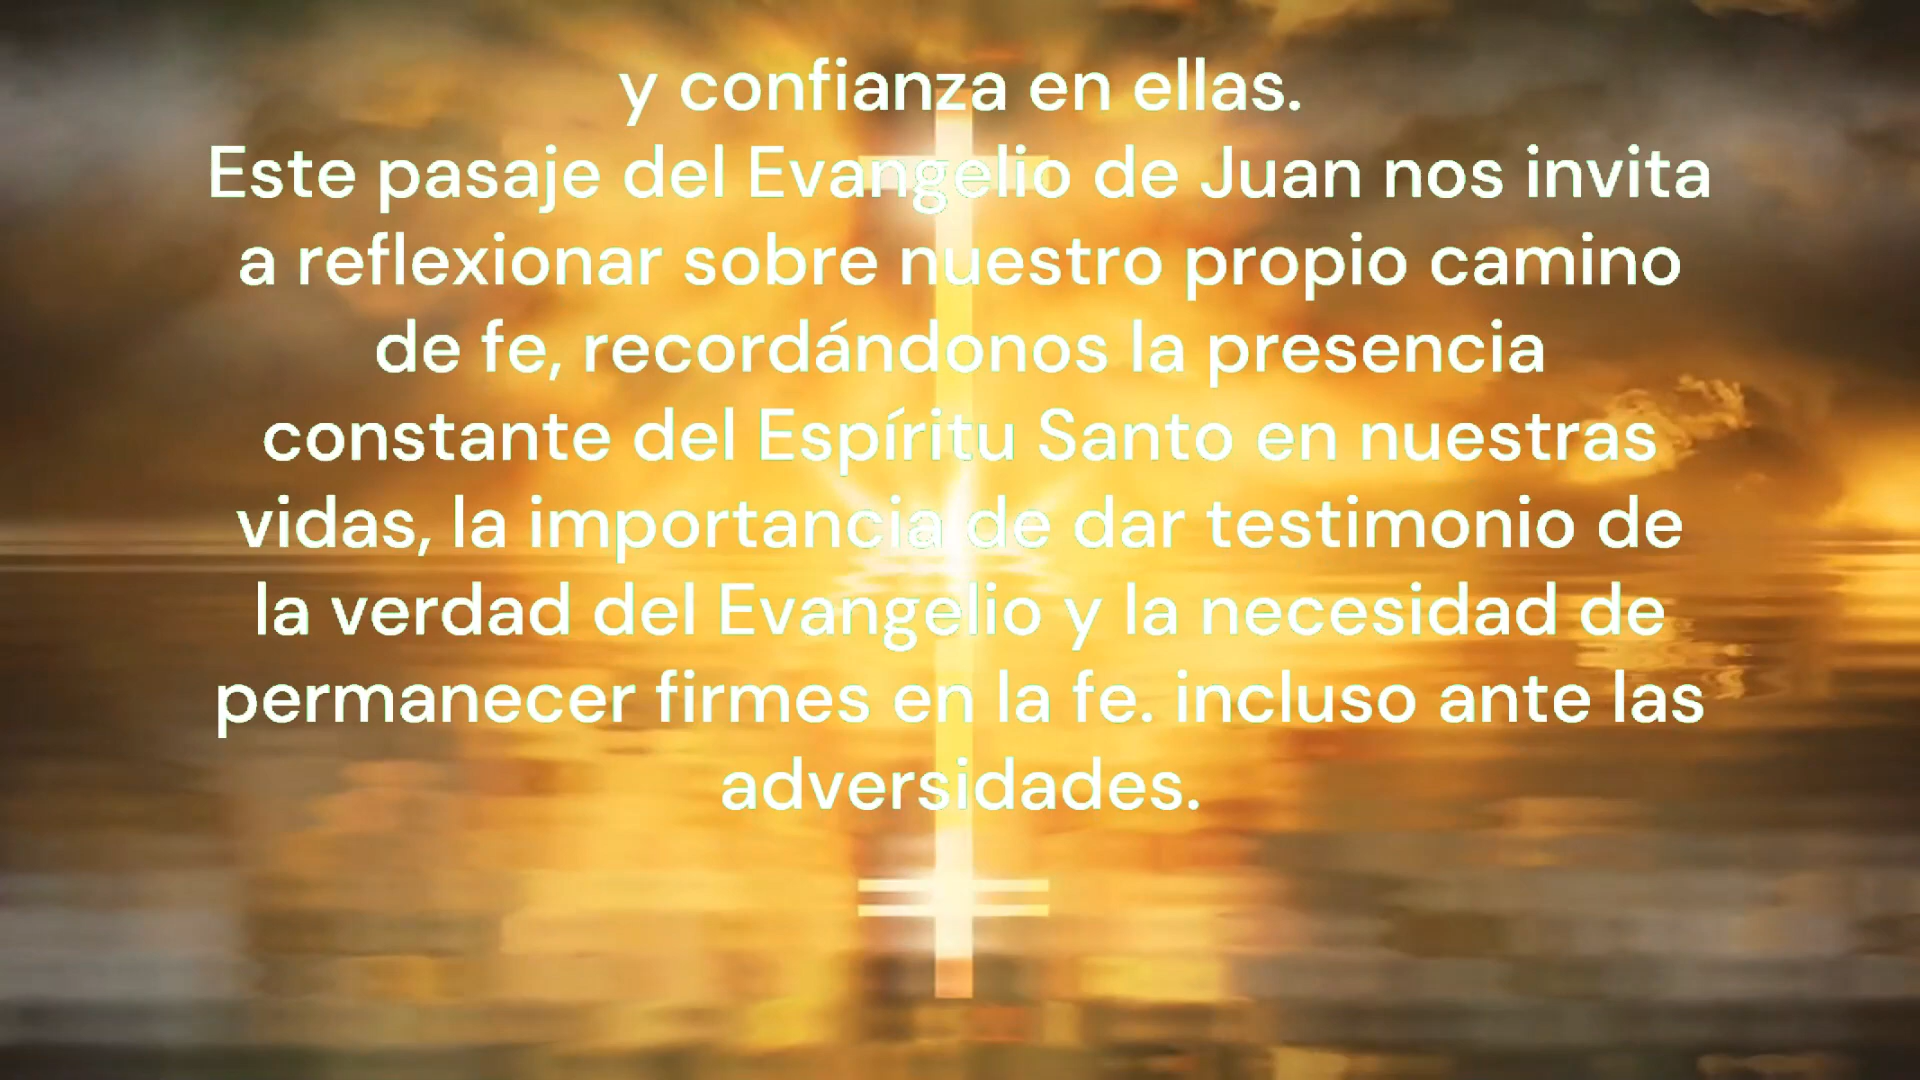 y confianza en ellas.
Este pasaje del Evangelio de Juan nos invita
a reflexionar sobre nuestro propio camino
de fe, recordándonos la presencia
constante del Espíritu Santo en nuestras
vidas, la importancia de dar testimonio de
la verdad del Evangelio y la necesidad de
permanecer firmes en la fe. incluso ante las
adversidades.